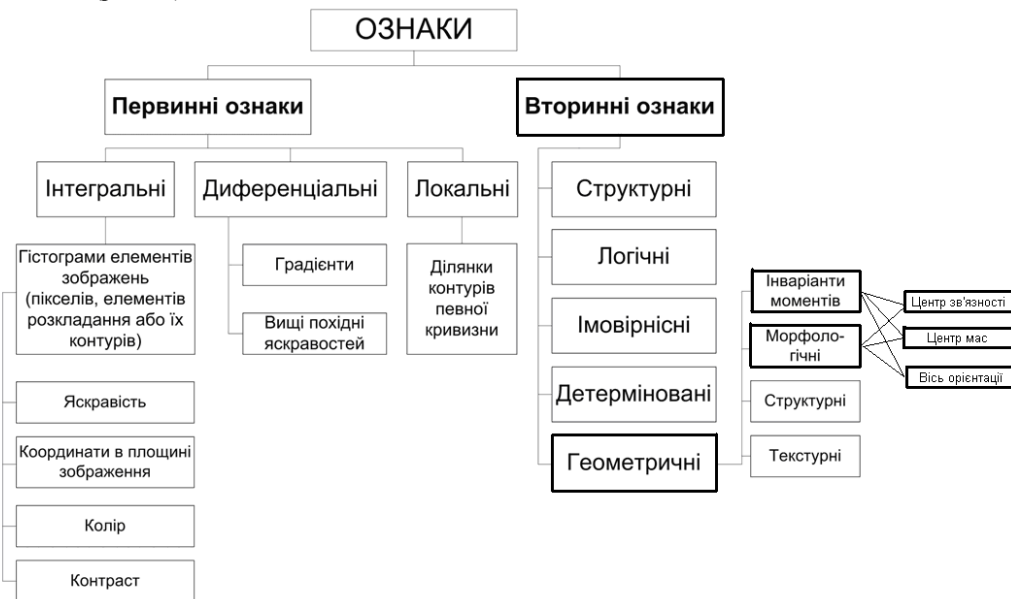 ОЗНАКИ
Первинні ознаки
Вторинні ознаки
Інтегральні
Диференціальні
Локальні
Гістограми елементів
зображень
(пікселів, елементів
розкладання або їх
контурів)
Яскравість
Координати в площині
зображення
Колір
Контраст
Градієнти
Вищі похідні
яскравостей
Ділянки
контурів
певної
кривизни
Структурні
Логічні
Імовірнісні
Детерміновані
Геометричні
Інваріанти
моментів
Морфоло-
гічні
Структурні
Текстурні
Центр зв'язності
Центр мас
Вісь орієнтації